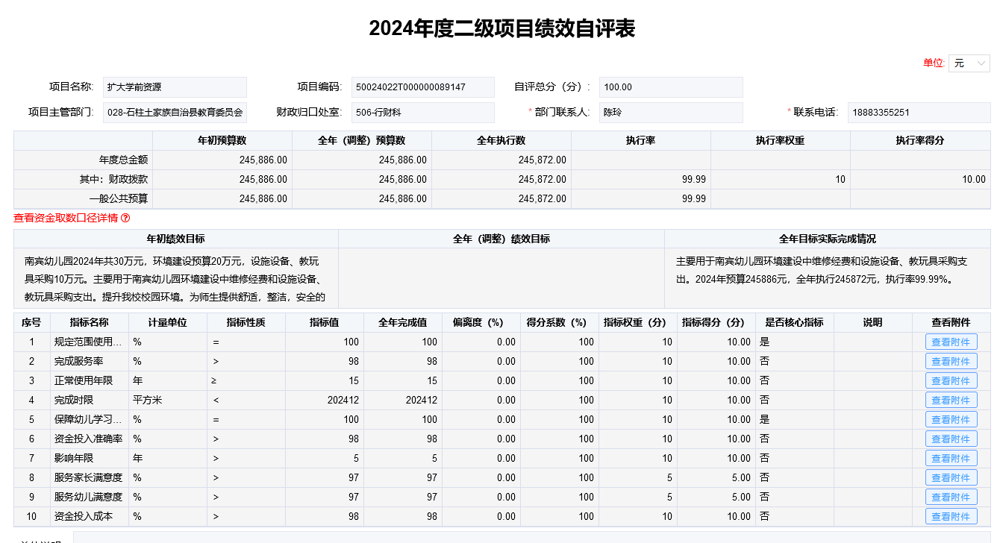 2024年度二级项目绩效自评表
单位: 元
项目名称: 扩大学前资源 项目编码: 50024022T000000089147 自评总分（分）: 100.00
项目主管部门: 028-石柱土家族自治县教育委员会 财政归口处室: 506-行财科 * 部门联系人: 陈玲 * 联系电话: 18883355251
年初预算数 全年（调整）预算数 全年执行数 执行率 执行率权重 执行率得分
年度总金额 245,886.00 245,886.00 245,872.00
其中：财政拨款 245,886.00 245,886.00 245,872.00 99.99 10 10.00
一般公共预算 245,886.00 245,886.00 245,872.00 99.99
查看资金取数口径详情 ?
年初绩效目标 全年（调整）绩效目标 全年目标实际完成情况
南宾幼儿园2024年共30万元，环境建设预算20万元，设施设备、教玩
具采购10万元。主要用于南宾幼儿园环境建设中维修经费和设施设备、
教玩具采购支出。提升我校校园环境。为师生提供舒适，整洁，安全的
主要用于南宾幼儿园环境建设中维修经费和设施设备、教玩具采购支
出。2024年预算245886元，全年执行245872元，执行率99.99%。
序号 指标名称 计量单位 指标性质 指标值 全年完成值 偏离度（%） 得分系数（%） 指标权重（分） 指标得分（分） 是否核心指标 说明 查看附件
1 规定范围使用... % = 100 100 0.00 100 10 10.00 是 查看附件
2 完成服务率 % > 98 98 0.00 100 10 10.00 否 查看附件
3 正常使用年限 年 ≥ 15 15 0.00 100 10 10.00 否 查看附件
4 完成时限 平方米 < 202412 202412 0.00 100 10 10.00 否 查看附件
5 保障幼儿学习... % = 100 100 0.00 100 10 10.00 是 查看附件
6 资金投入准确率 % > 98 98 0.00 100 10 10.00 否 查看附件
7 影响年限 年 > 5 5 0.00 100 10 10.00 否 查看附件
8 服务家长满意度 % > 97 97 0.00 100 5 5.00 否 查看附件
9 服务幼儿满意度 % > 97 97 0.00 100 5 5.00 否 查看附件
10 资金投入成本 % > 98 98 0.00 100 10 10.00 否 查看附件